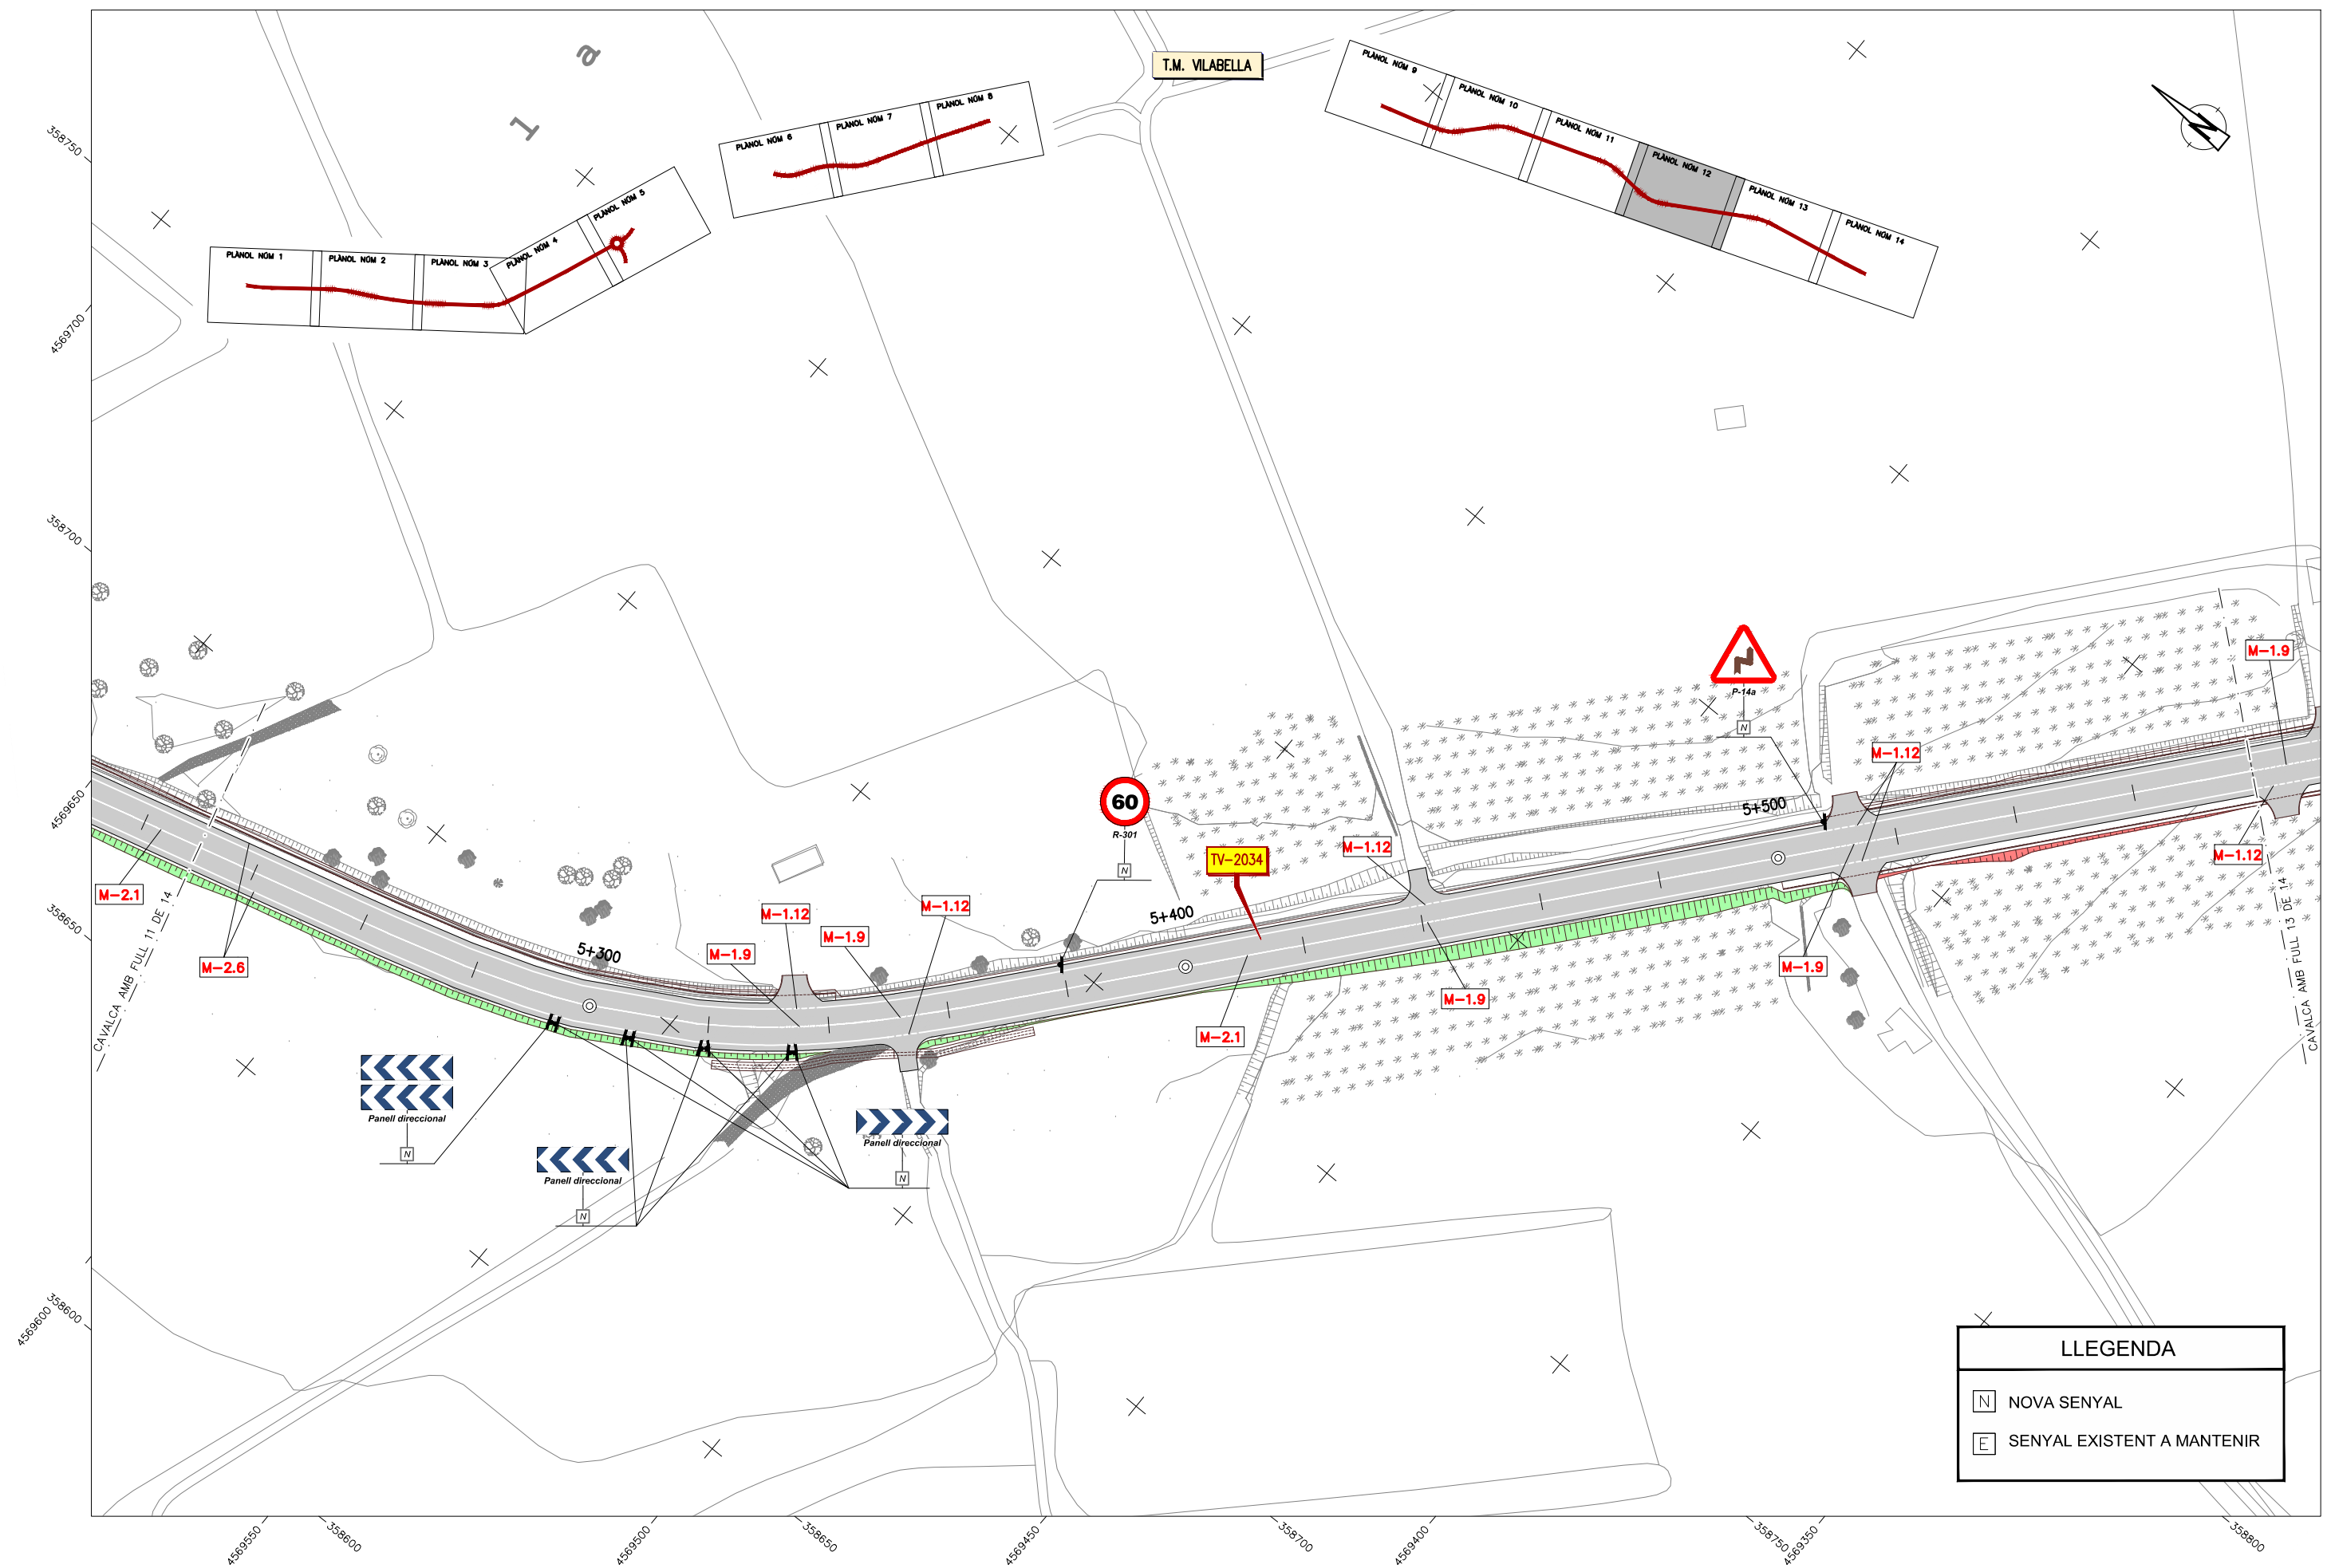 1a
T.M. VILABELLA
PLÀNOL NÚM 1
PLÀNOL NÚM 2
PLÀNOL NÚM 3
PLÀNOL NÚM 4
PLÀNOL NÚM 5
PLÀNOL NÚM 6
PLÀNOL NÚM 7
PLÀNOL NÚM 8
PLÀNOL NÚM 9
PLÀNOL NÚM 10
PLÀNOL NÚM 11
PLÀNOL NÚM 12
PLÀNOL NÚM 13
PLÀNOL NÚM 14
N
358750
4569700
358700
4569650
358650
4569600
358600
P-14a
N
M-1.9
M-1.12
5+500
60
R-301
N
TV-2034
M-1.12
5+400
M-1.12
M-2.1
CAVALCA AMB FULL 11 DE 14
M-2.6
5+300
M-1.9
M-1.12
M-1.9
M-1.12
M-2.1
M-1.9
M-1.9
CAVALCA AMB FULL 13 DE 14
Panell direccional
N
Panell direccional
N
Panell direccional
N
LLEGENDA
N NOVA SENYAL
E SENYAL EXISTENT A MANTENIR
4569550
358600
4569500
358650
4569450
358700
4569400
358750
4569350
358800